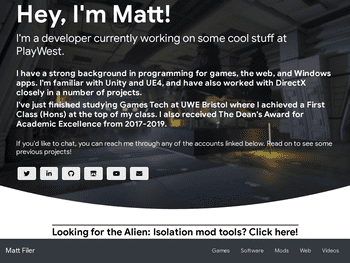 Hey, I'm Matt!
I'm a developer currently working on some cool stuff at
PlayWest.
I have a strong background in programming for games, the web, and Windows
apps. I'm familiar with Unity and UE4, and have also worked with DirectX
closely in a number of projects.
I've just finished studying Games Tech at UWE Bristol where I achieved a First
Class (Hons) at the top of my class. I also received The Dean's Award for
Academic Excellence from 2017-2019.
If you'd like to chat, you can reach me through any of the accounts linked below. Read on to see some
previous projects!
Looking for the Alien: Isolation mod tools? Click here!
Matt Filer Games Software Mods Web Videos